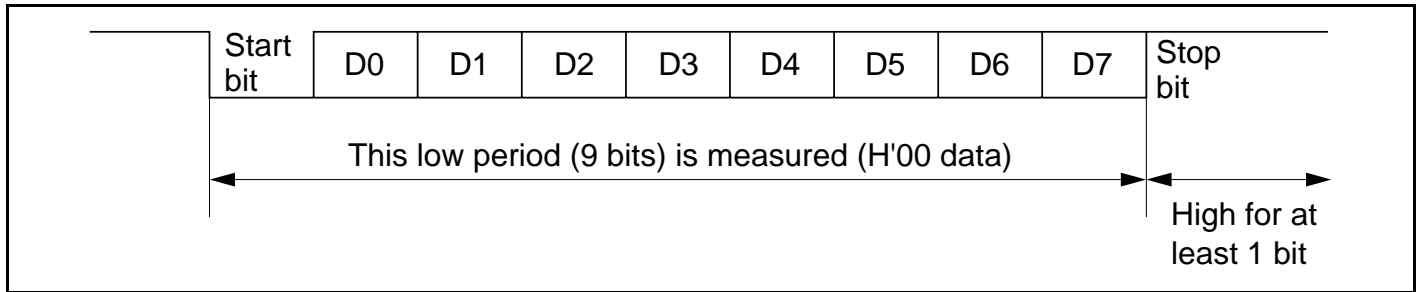 Start bit D0 D1 D2 D3 D4 D5 D6 D7 Stop bit
This low period (9 bits) is measured (H'00 data)
High for at
least 1 bit